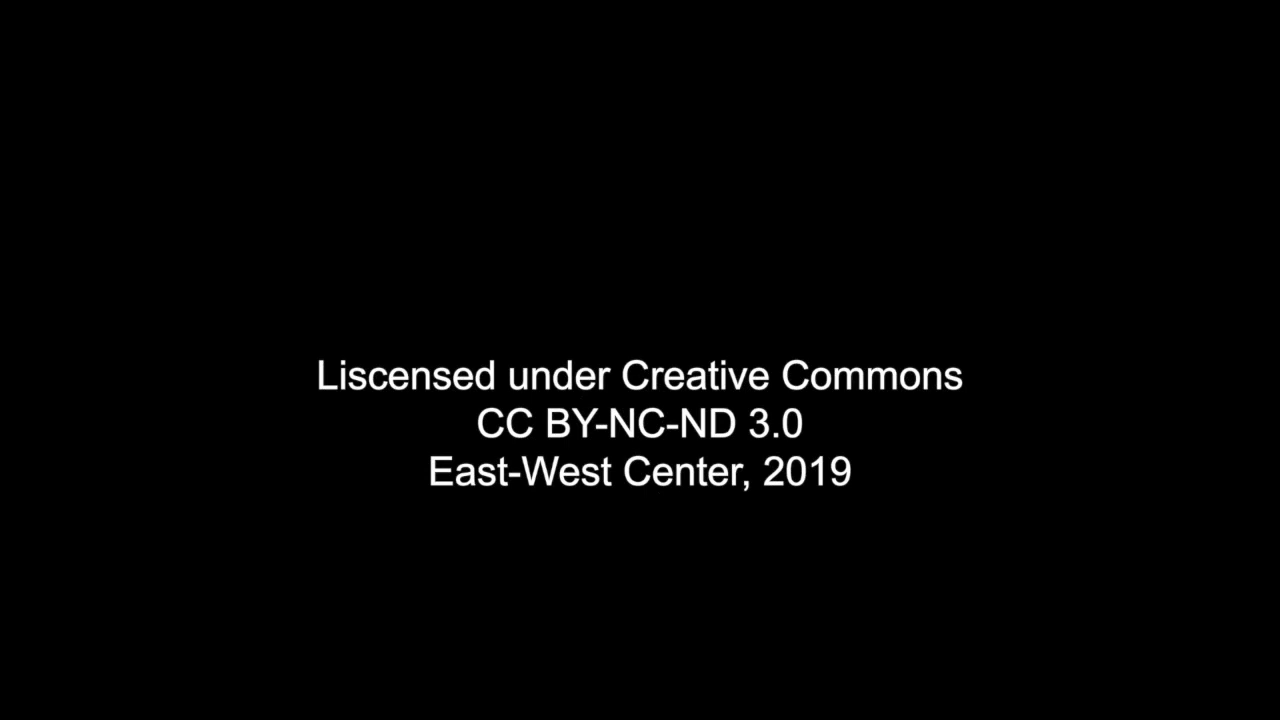 Liscensed under Creative Commons
CC BY-NC-ND 3.0
East-West Center, 2019